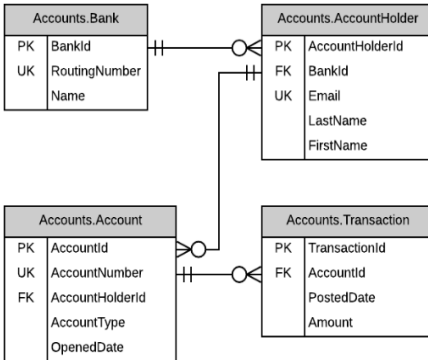 Accounts.Bank
PK BankId
UK RoutingNumber
Name
Accounts.AccountHolder
PK AccountHolderId
FK BankId
UK Email
LastName
FirstName
Accounts.Account
PK AccountId
UK AccountNumber
FK AccountHolderId
AccountType
OpenedDate
Accounts.Transaction
PK TransactionId
FK AccountId
PostedDate
Amount